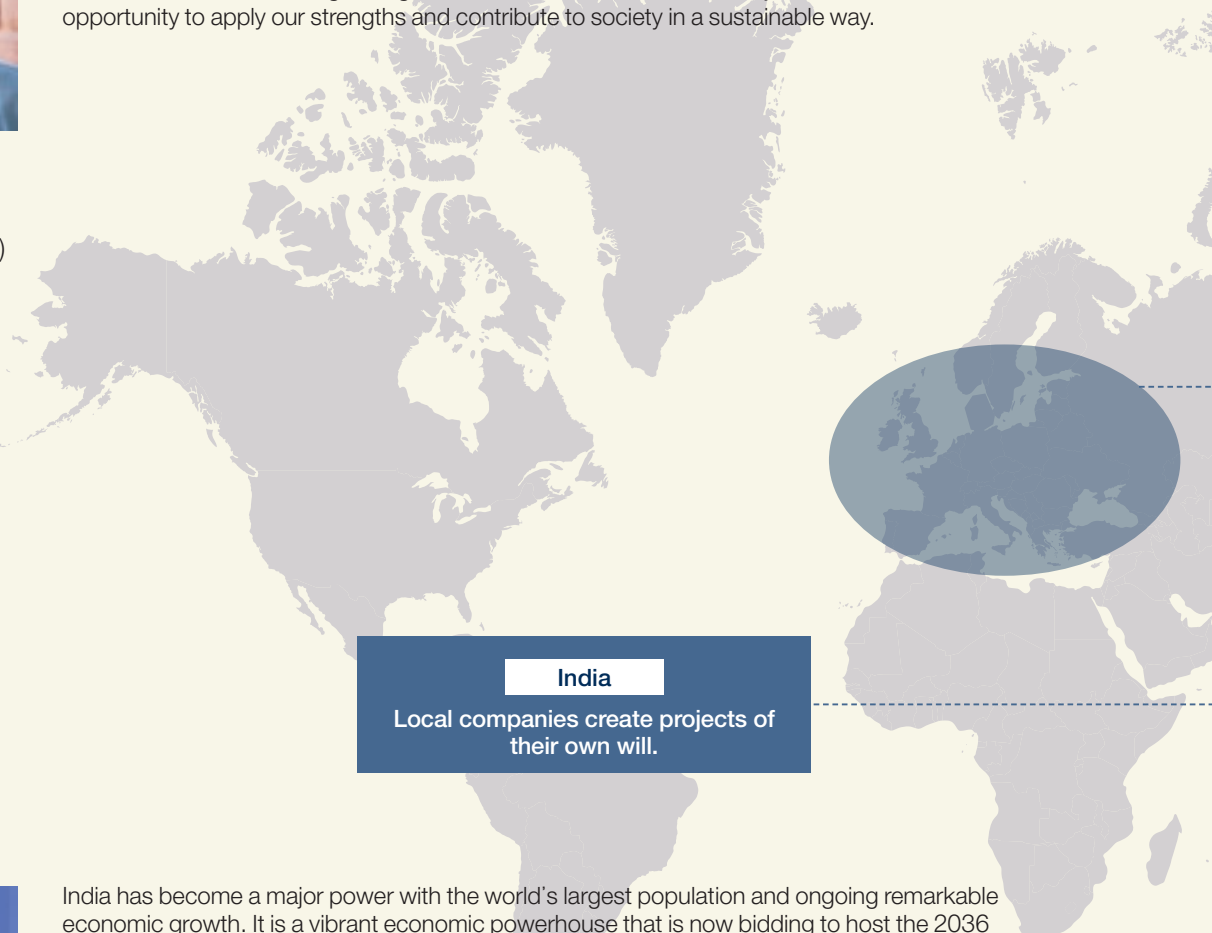 opportunity to apply our strengths and contribute to society in a sustainable way.
)
India
Local companies create projects of
their own will.
India has become a major power with the world's largest population and ongoing remarkable
economic growth. It is a vibrant economic powerhouse that is now bidding to host the 2036